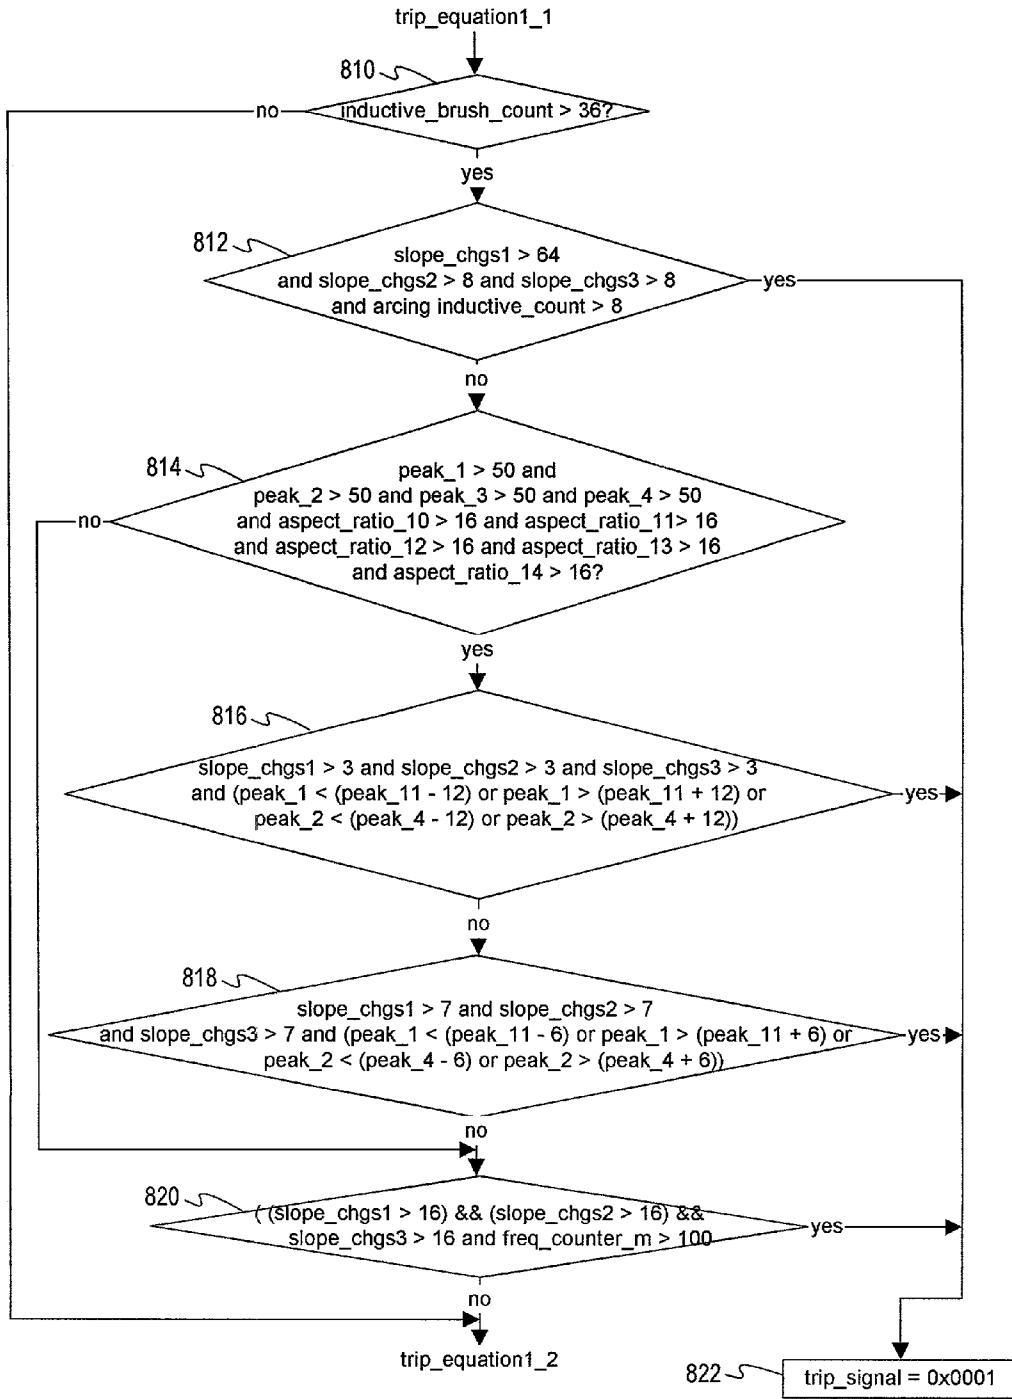 trip_equation1_1
810
no
inductive_brush_count > 36?
yes
812
slope_chgs1 > 64
and slope_chgs2 > 8 and slope_chgs3 > 8
and arcing inductive_count > 8
yes
no
814
peak_1 > 50 and
peak_2 > 50 and peak_3 > 50 and peak_4 > 50
and aspect_ratio_10 > 16 and aspect_ratio_11> 16
and aspect_ratio_12 > 16 and aspect_ratio_13 > 16
and aspect_ratio_14 > 16?
no
yes
816
slope_chgs1 > 3 and slope_chgs2 > 3 and slope_chgs3 > 3
and (peak_1 < (peak_11 - 12) or peak_1 > (peak_11 + 12) or
peak_2 < (peak_4 - 12) or peak_2 > (peak_4 + 12))
yes
no
818
slope_chgs1 > 7 and slope_chgs2 > 7
and slope_chgs3 > 7 and (peak_1 < (peak_11 - 6) or peak_1 > (peak_11 + 6) or
peak_2 < (peak_4 - 6) or peak_2 > (peak_4 + 6))
yes
no
820
( (slope_chgs1 > 16) && (slope_chgs2 > 16) &&
slope_chgs3 > 16 and freq_counter_m > 100
yes
no
trip_equation1_2
822
trip_signal = 0x0001